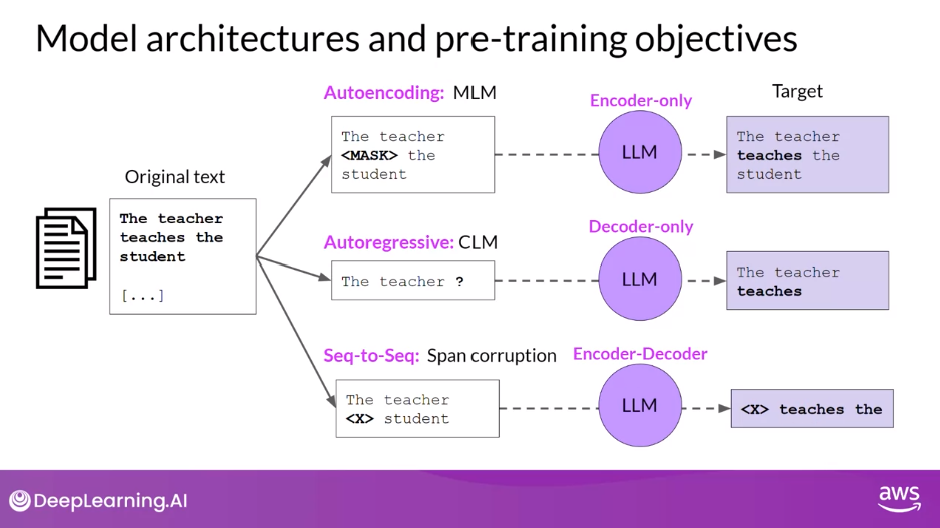 Model architectures and pre-training objectives
Original text
The teacher
teaches the
student
[...]
Autoencoding: MLM
The teacher
<MASK> the
student
Encoder-only
LLM
Target
The teacher
teaches the
student
Autoregressive: CLM
The teacher ?
Decoder-only
LLM
The teacher
teaches
Seq-to-Seq: Span corruption
The teacher
<X> student
Encoder-Decoder
LLM
<X> teaches the
DeepLearning.AI
aws